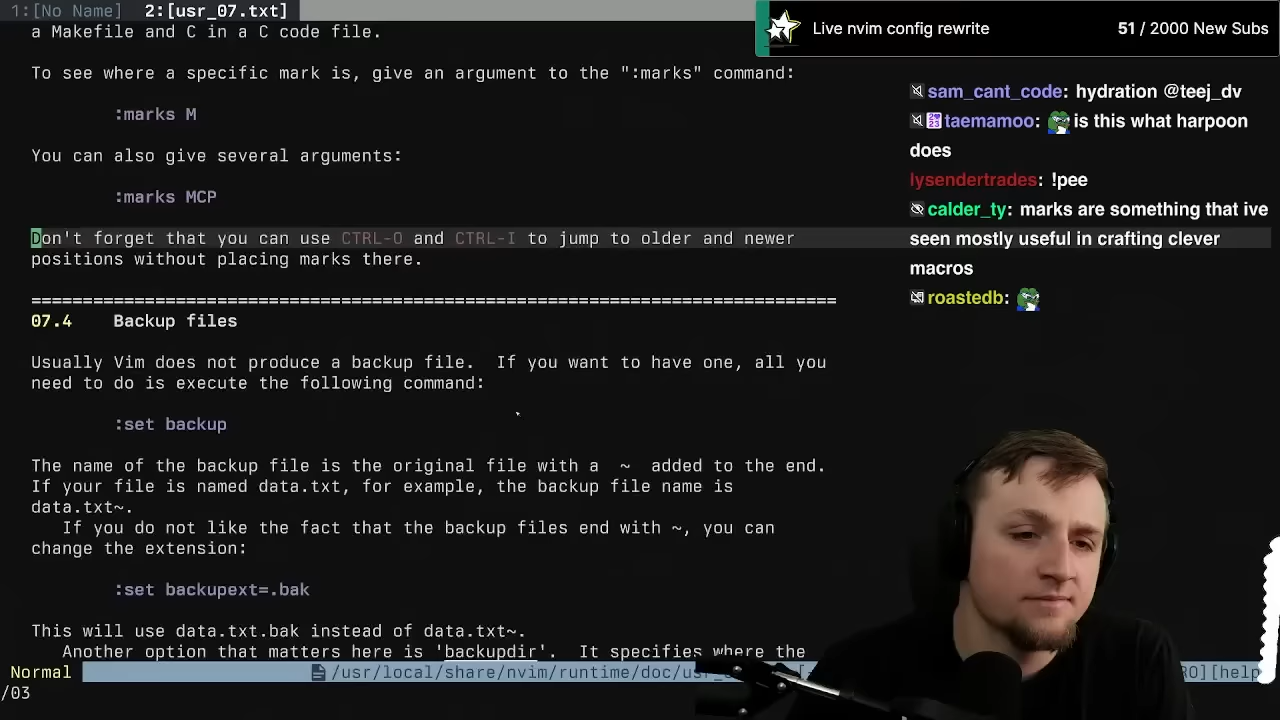 1:[No Name]  2:[usr_07.txt]
a Makefile and C in a C code file.
To see where a specific mark is, give an argument to the ":marks" command:
:marks M
You can also give several arguments:
:marks MCP
Don't forget that you can use CTRL-O and CTRL-I to jump to older and newer
positions without placing marks there.
==============================================================================
07.4    Backup files
Usually Vim does not produce a backup file.  If you want to have one, all you
need to do is execute the following command:
:set backup
The name of the backup file is the original file with a  ~  added to the end.
If your file is named data.txt, for example, the backup file name is
data.txt~.
If you do not like the fact that the backup files end with ~, you can
change the extension:
:set backupext=.bak
This will use data.txt.bak instead of data.txt~.
Another option that matters here is 'backupdir'.  It specifies where the
Normal
/usr/local/share/nvim/runtime/doc/
RO][help
/03
Live nvim config rewrite
51 / 2000 New Subs
sam_cant_code: hydration @teej_dv
taemamoo: is this what harpoon
does
lysendertrades: !pee
calder_ty: marks are something that ive
seen mostly useful in crafting clever
macros
roastedb: